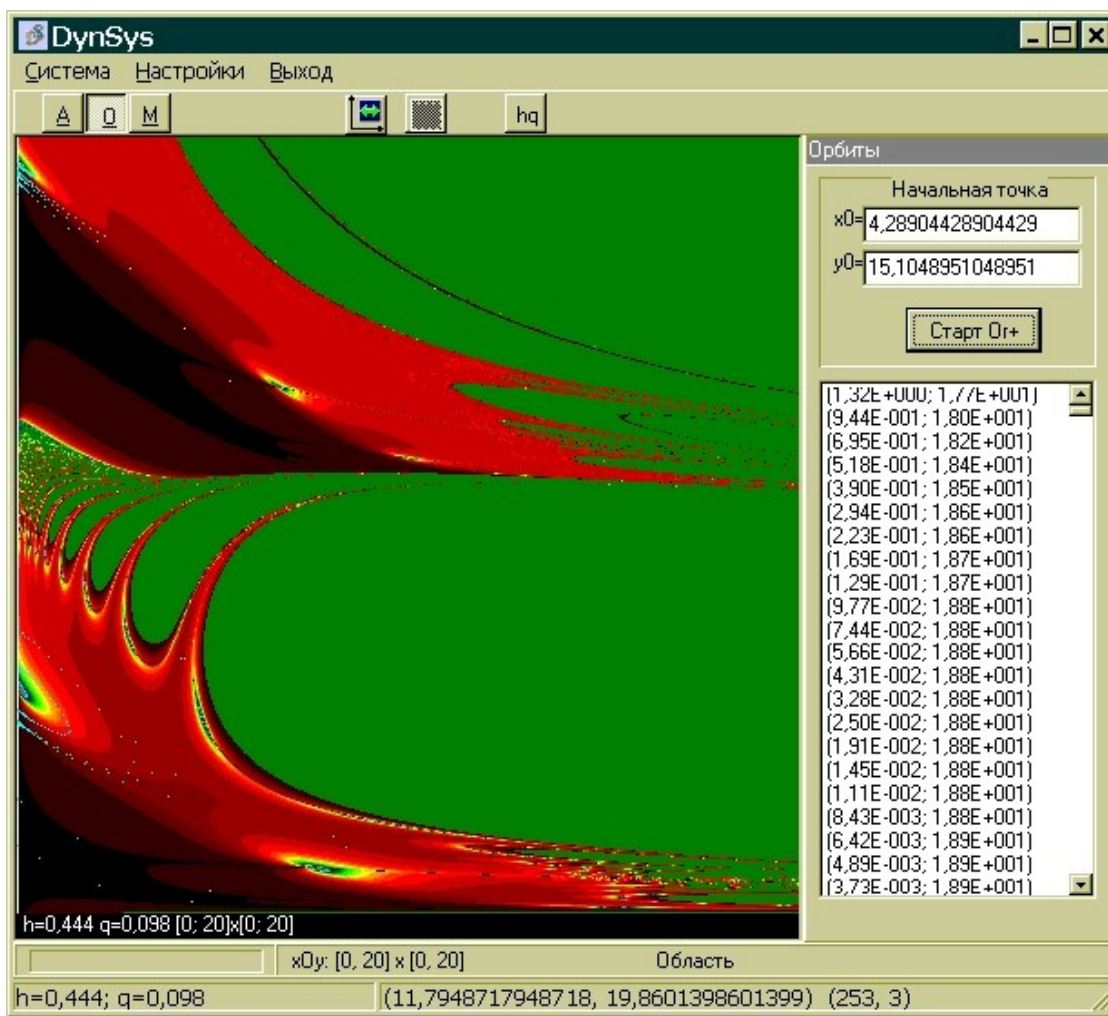 DynSys
Система Настройки Выход
A O M hq
Орбиты
Начальная точка
x0= 4,28904428904429
y0= 15,1048951048951
Старт Or+
(1,32E+000; 1,77E+001)
(9,44E-001; 1,80E+001)
(6,95E-001; 1,82E+001)
(5,18E-001; 1,84E+001)
(3,90E-001; 1,85E+001)
(2,94E-001; 1,86E+001)
(2,23E-001; 1,86E+001)
(1,69E-001; 1,87E+001)
(1,29E-001; 1,87E+001)
(9,77E-002; 1,88E+001)
(7,44E-002; 1,88E+001)
(5,66E-002; 1,88E+001)
(4,31E-002; 1,88E+001)
(3,28E-002; 1,88E+001)
(2,50E-002; 1,88E+001)
(1,91E-002; 1,88E+001)
(1,45E-002; 1,88E+001)
(1,11E-002; 1,88E+001)
(8,43E-003; 1,88E+001)
(6,42E-003; 1,89E+001)
(4,89E-003; 1,89E+001)
(3,73E-003; 1,89E+001)
h=0,444 q=0,098 [0; 20]x[0; 20]
xOy: [0, 20] x [0, 20] Область
h=0,444; q=0,098 (11,7948717948718, 19,8601398601399) (253, 3)